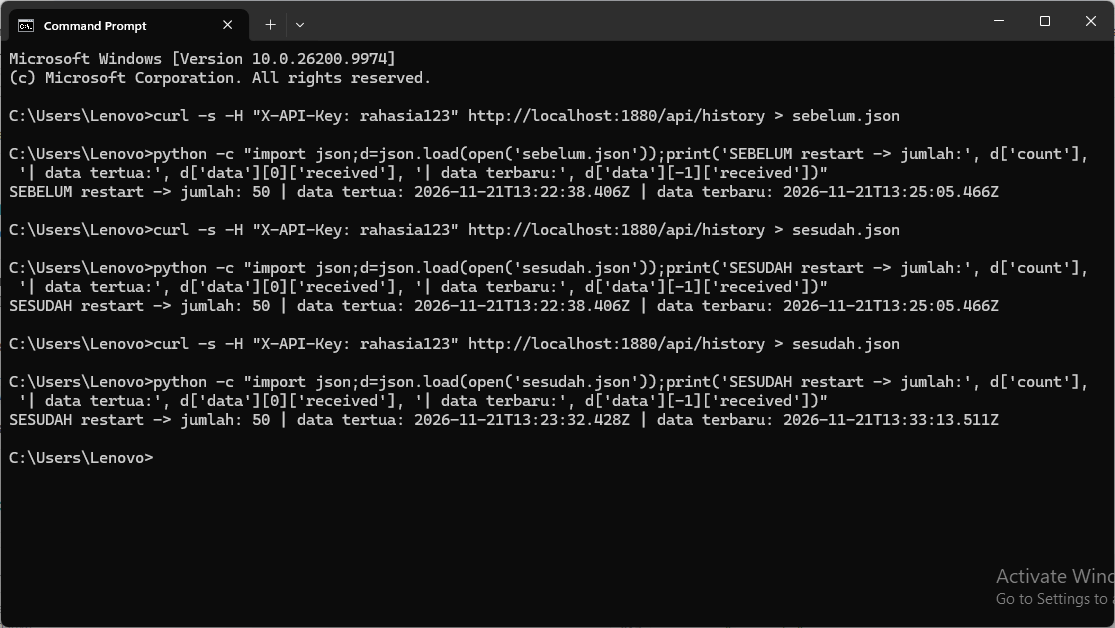 Command Prompt
Microsoft Windows [Version 10.0.26200.9974]
(c) Microsoft Corporation. All rights reserved.
C:\Users\Lenovo>curl -s -H "X-API-Key: rahasia123" http://localhost:1880/api/history > sebelum.json
C:\Users\Lenovo>python -c "import json;d=json.load(open('sebelum.json'));print('SEBELUM restart -> jumlah:', d['count'],
'| data tertua:', d['data'][0]['received'], '| data terbaru:', d['data'][-1]['received'])"
SEBELUM restart -> jumlah: 50 | data tertua: 2026-11-21T13:22:38.406Z | data terbaru: 2026-11-21T13:25:05.466Z
C:\Users\Lenovo>curl -s -H "X-API-Key: rahasia123" http://localhost:1880/api/history > sesudah.json
C:\Users\Lenovo>python -c "import json;d=json.load(open('sesudah.json'));print('SESUDAH restart -> jumlah:', d['count'],
'| data tertua:', d['data'][0]['received'], '| data terbaru:', d['data'][-1]['received'])"
SESUDAH restart -> jumlah: 50 | data tertua: 2026-11-21T13:22:38.406Z | data terbaru: 2026-11-21T13:25:05.466Z
C:\Users\Lenovo>curl -s -H "X-API-Key: rahasia123" http://localhost:1880/api/history > sesudah.json
C:\Users\Lenovo>python -c "import json;d=json.load(open('sesudah.json'));print('SESUDAH restart -> jumlah:', d['count'],
'| data tertua:', d['data'][0]['received'], '| data terbaru:', d['data'][-1]['received'])"
SESUDAH restart -> jumlah: 50 | data tertua: 2026-11-21T13:23:32.428Z | data terbaru: 2026-11-21T13:33:13.511Z
C:\Users\Lenovo>
Activate
Go to Settings to